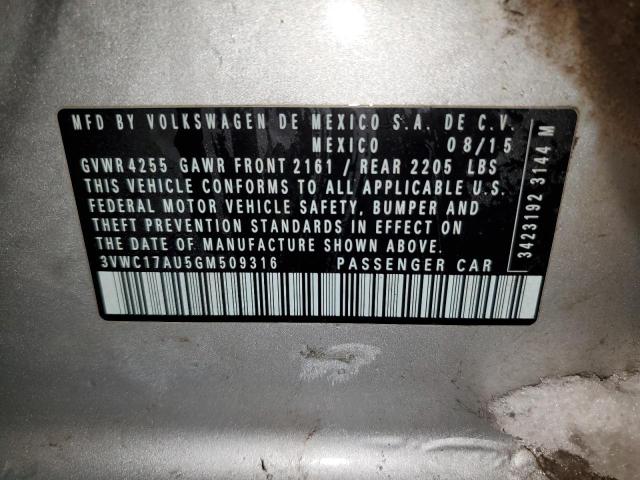 MFD BY VOLKSWAGEN DE MEXICO S.A. DE C.V.
MEXICO 08/15
GVWR 4255 GAWR FRONT 2161 / REAR 2205 LBS
THIS VEHICLE CONFORMS TO ALL APPLICABLE U.S.
FEDERAL MOTOR VEHICLE SAFETY, BUMPER AND
THEFT PREVENTION STANDARDS IN EFFECT ON
THE DATE OF MANUFACTURE SHOWN ABOVE.
3VWC17AU5GM509316 PASSENGER CAR
3423192 3144 M